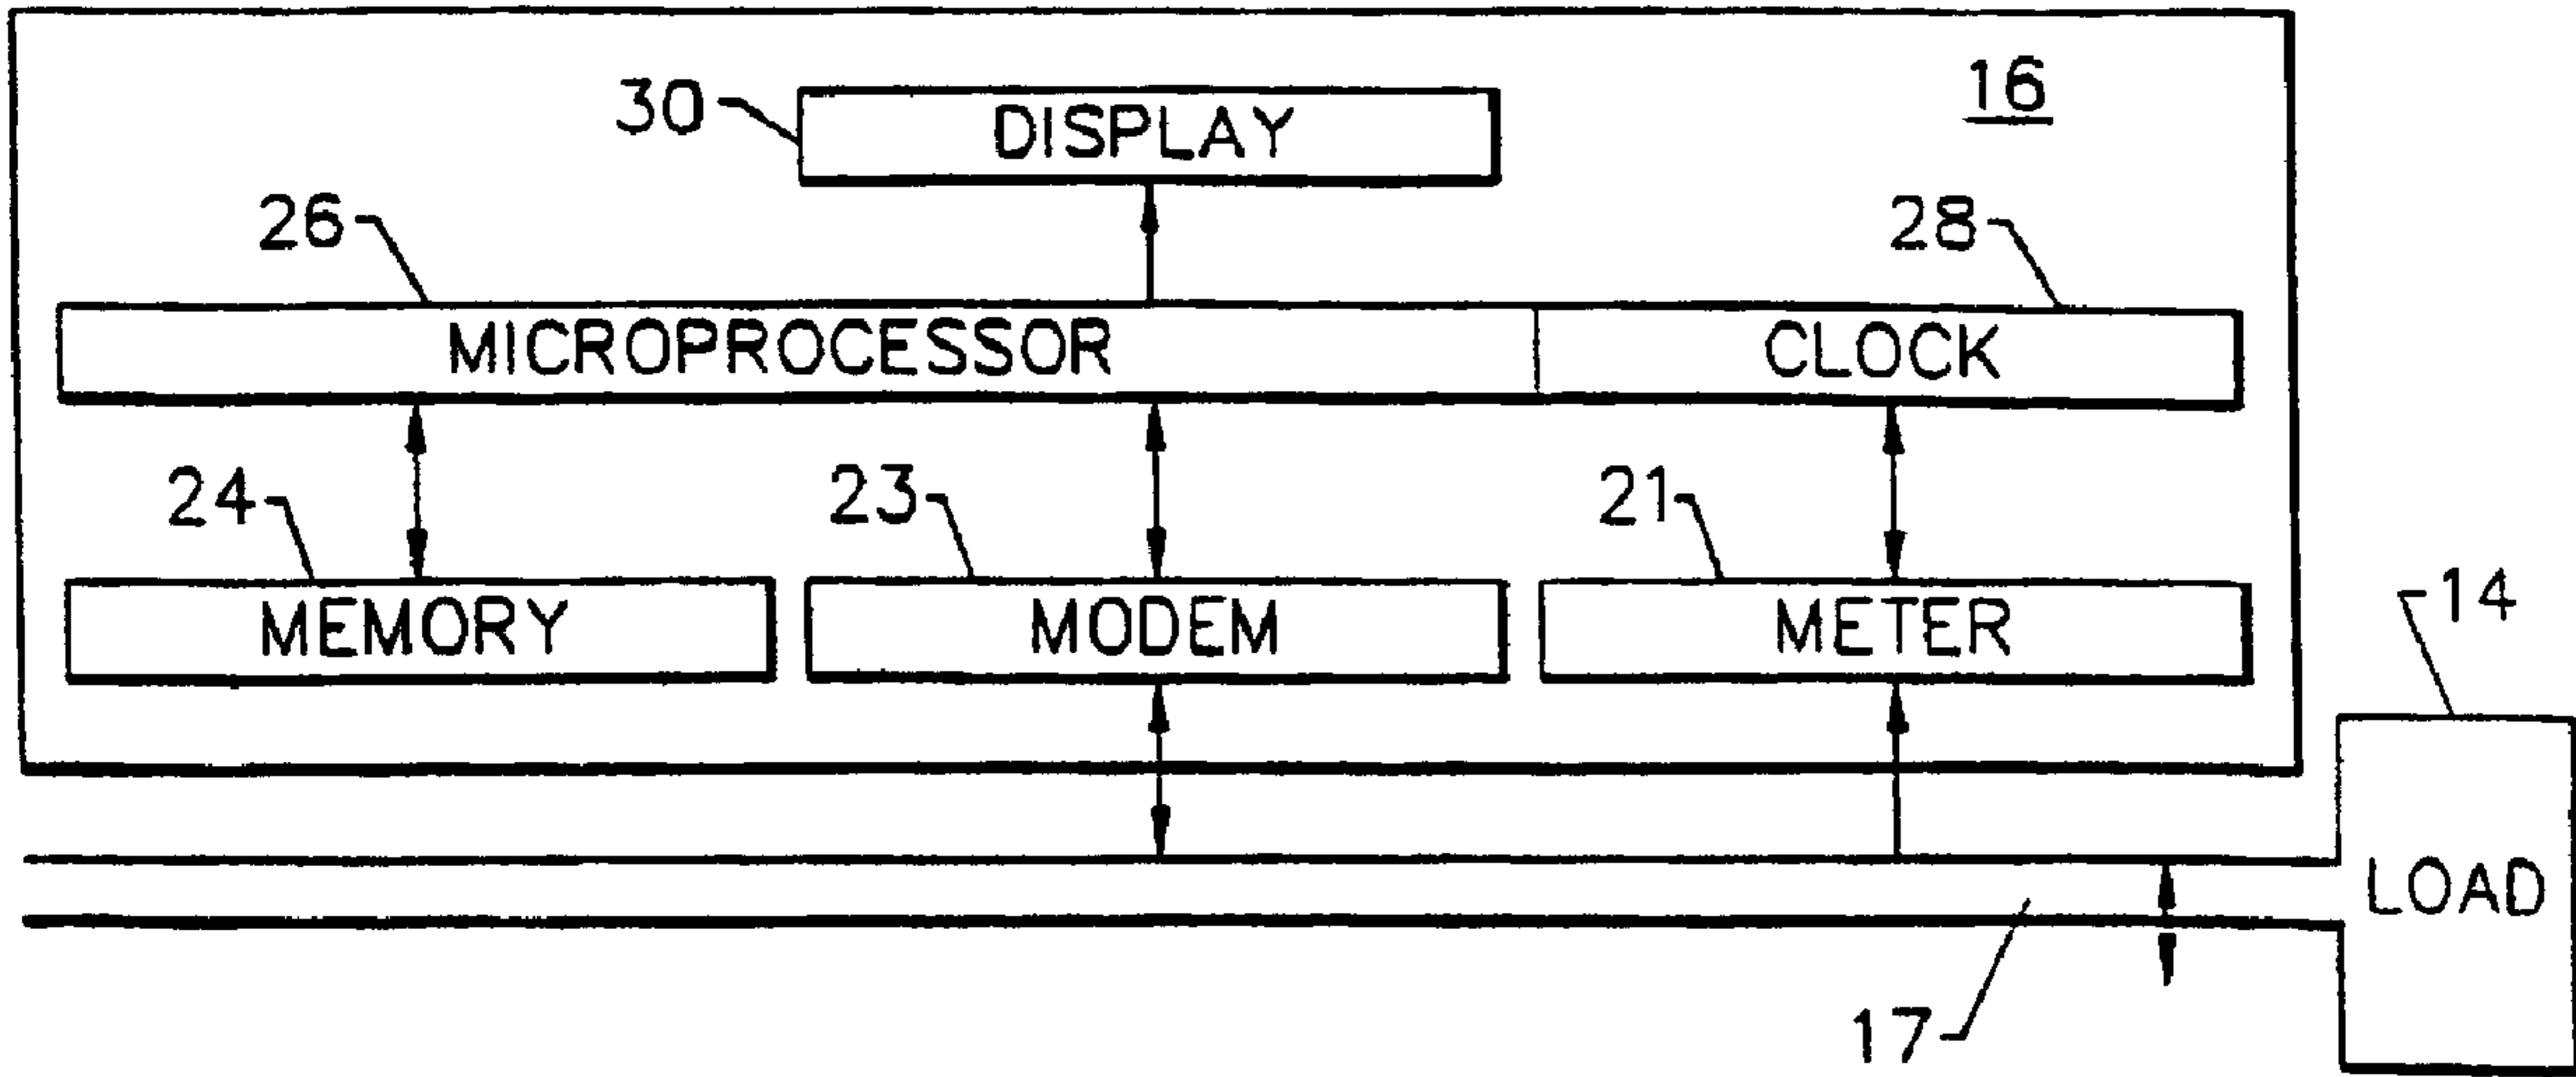 16
30
DISPLAY
26
28
MICROPROCESSOR
CLOCK
24
23
21
MEMORY
MODEM
METER
14
LOAD
17